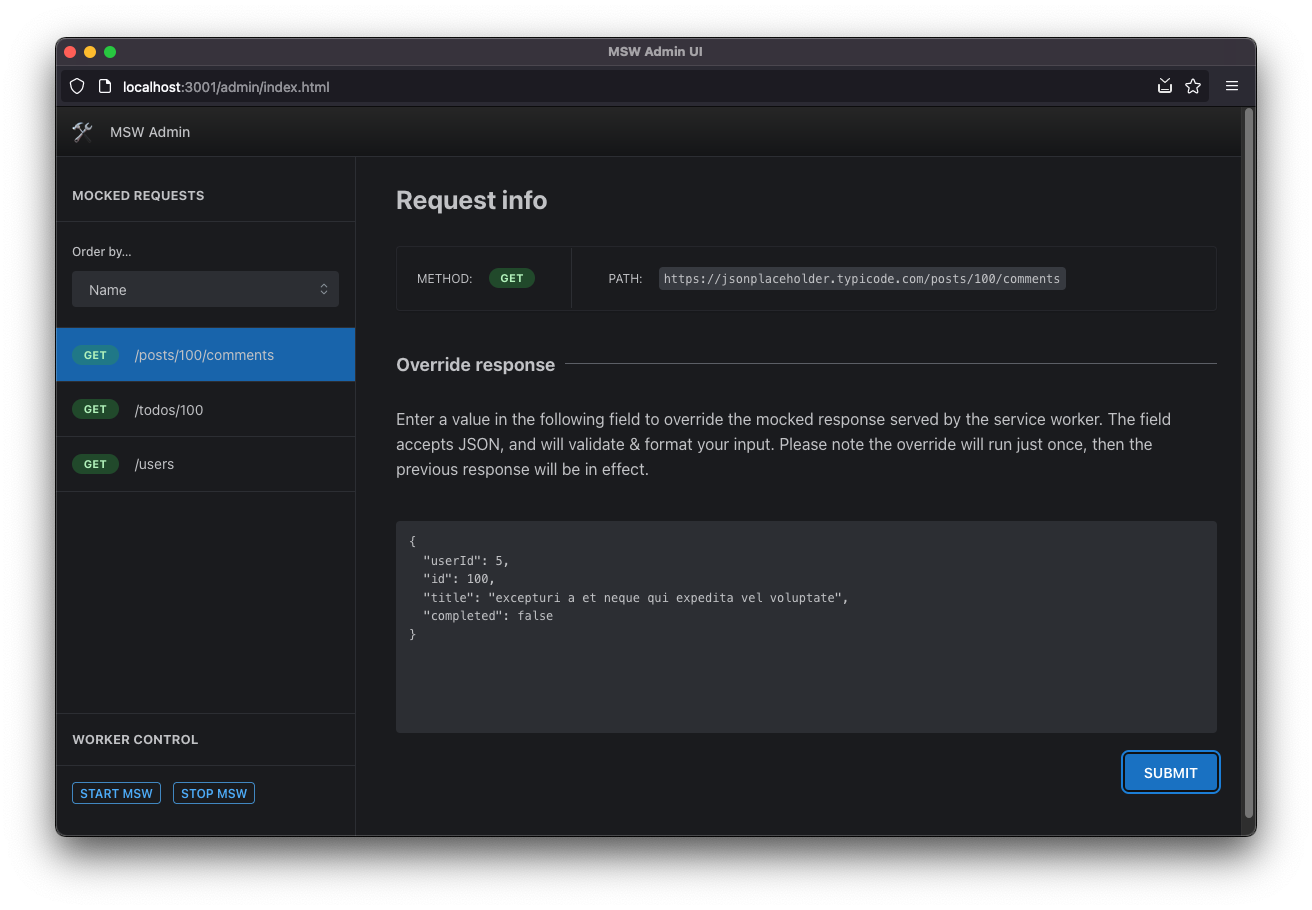 MSW Admin UI
localhost:3001/admin/index.html
MSW Admin
MOCKED REQUESTS
Order by...
Name
GET /posts/100/comments
GET /todos/100
GET /users
WORKER CONTROL
START MSW STOP MSW
Request info
METHOD: GET PATH: https://jsonplaceholder.typicode.com/posts/100/comments
Override response
Enter a value in the following field to override the mocked response served by the service worker. The field
accepts JSON, and will validate & format your input. Please note the override will run just once, then the
previous response will be in effect.
{
  "userId": 5,
  "id": 100,
  "title": "excepturi a et neque qui expedita vel voluptate",
  "completed": false
}
SUBMIT